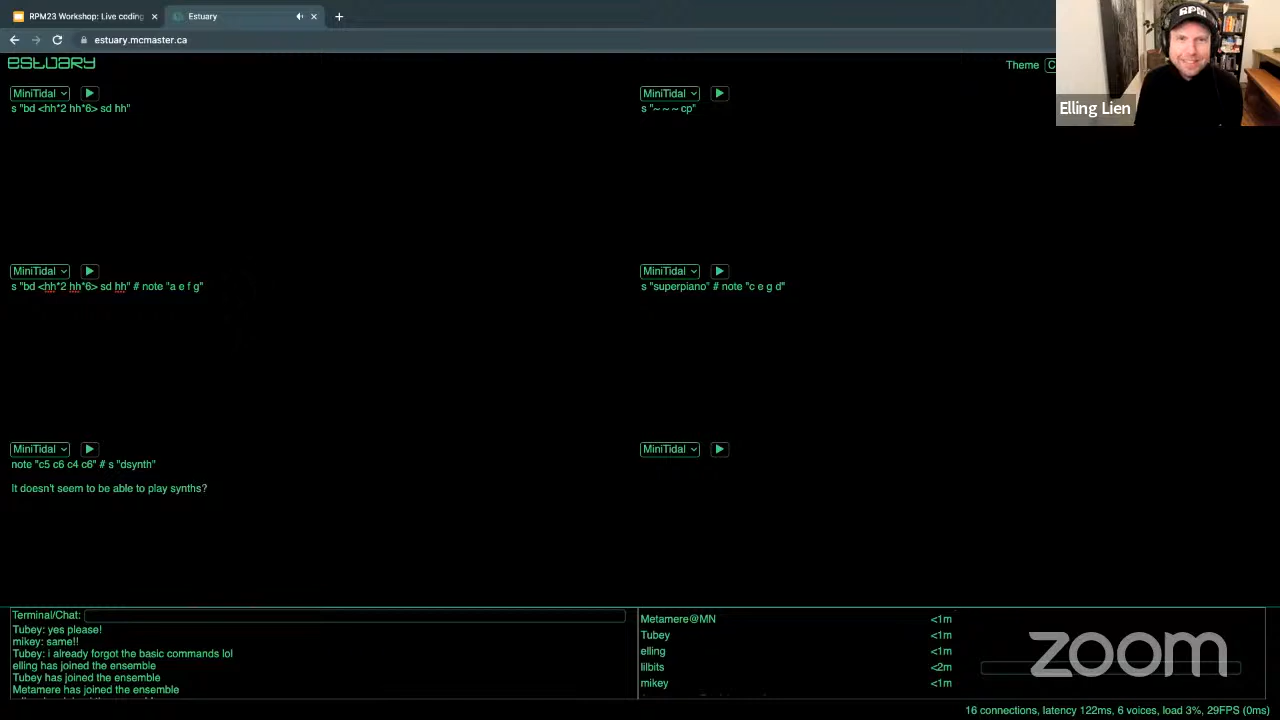 RPM23 Workshop: Live coding
Estuary
estuary.mcmaster.ca
estuary
Theme
MiniTidal
s "bd <hh*2 hh*6> sd hh"
MiniTidal
s "~ ~ ~ cp"
RPM
Elling Lien
MiniTidal
s "bd <hh*2 hh*6> sd hh" # note "a e f g"
MiniTidal
s "superpiano" # note "c e g d"
MiniTidal
note "c5 c6 c4 c6" # s "dsynth"
It doesn't seem to be able to play synths?
MiniTidal
Terminal/Chat:
Tubey: yes please!
mikey: same!!
Tubey: i already forgot the basic commands lol
elling has joined the ensemble
Tubey has joined the ensemble
Metamere has joined the ensemble
Metamere@MN <1m
Tubey <1m
elling <1m
lilbits <2m
mikey <1m
zoom
16 connections, latency 122ms, 6 voices, load 3%, 29FPS (0ms)